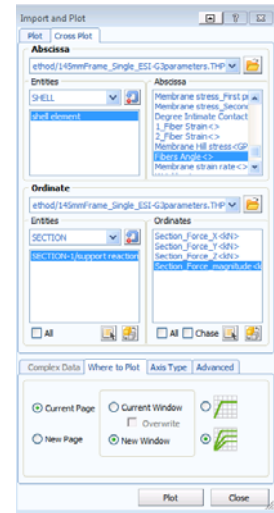 Import and Plot
Plot Cross Plot
Abscissa
ethod/145mmFrame_Single_ESI-G3parameters.THP
Entities
SHELL
shell element
Abscissa
Membrane stress_First pr
Membrane stress_Second
Degree Intimate Contact
1_Fiber Strain<>
2_Fiber Strain<>
Membrane Hill stress<GP
Fibers Angle<>
Membrane strain rate<>
Ordinate
ethod/145mmFrame_Single_ESI-G3parameters.THP
Entities
SECTION
SECTION-1/support reaction
Ordinates
Section_Force_X<kN>
Section_Force_Y<kN>
Section_Force_Z<kN>
Section_Force_magnitude<k
All
All Chase
Complex Data Where to Plot Axis Type Advanced
Current Page
Current Window
Overwrite
New Page
New Window
Plot Close